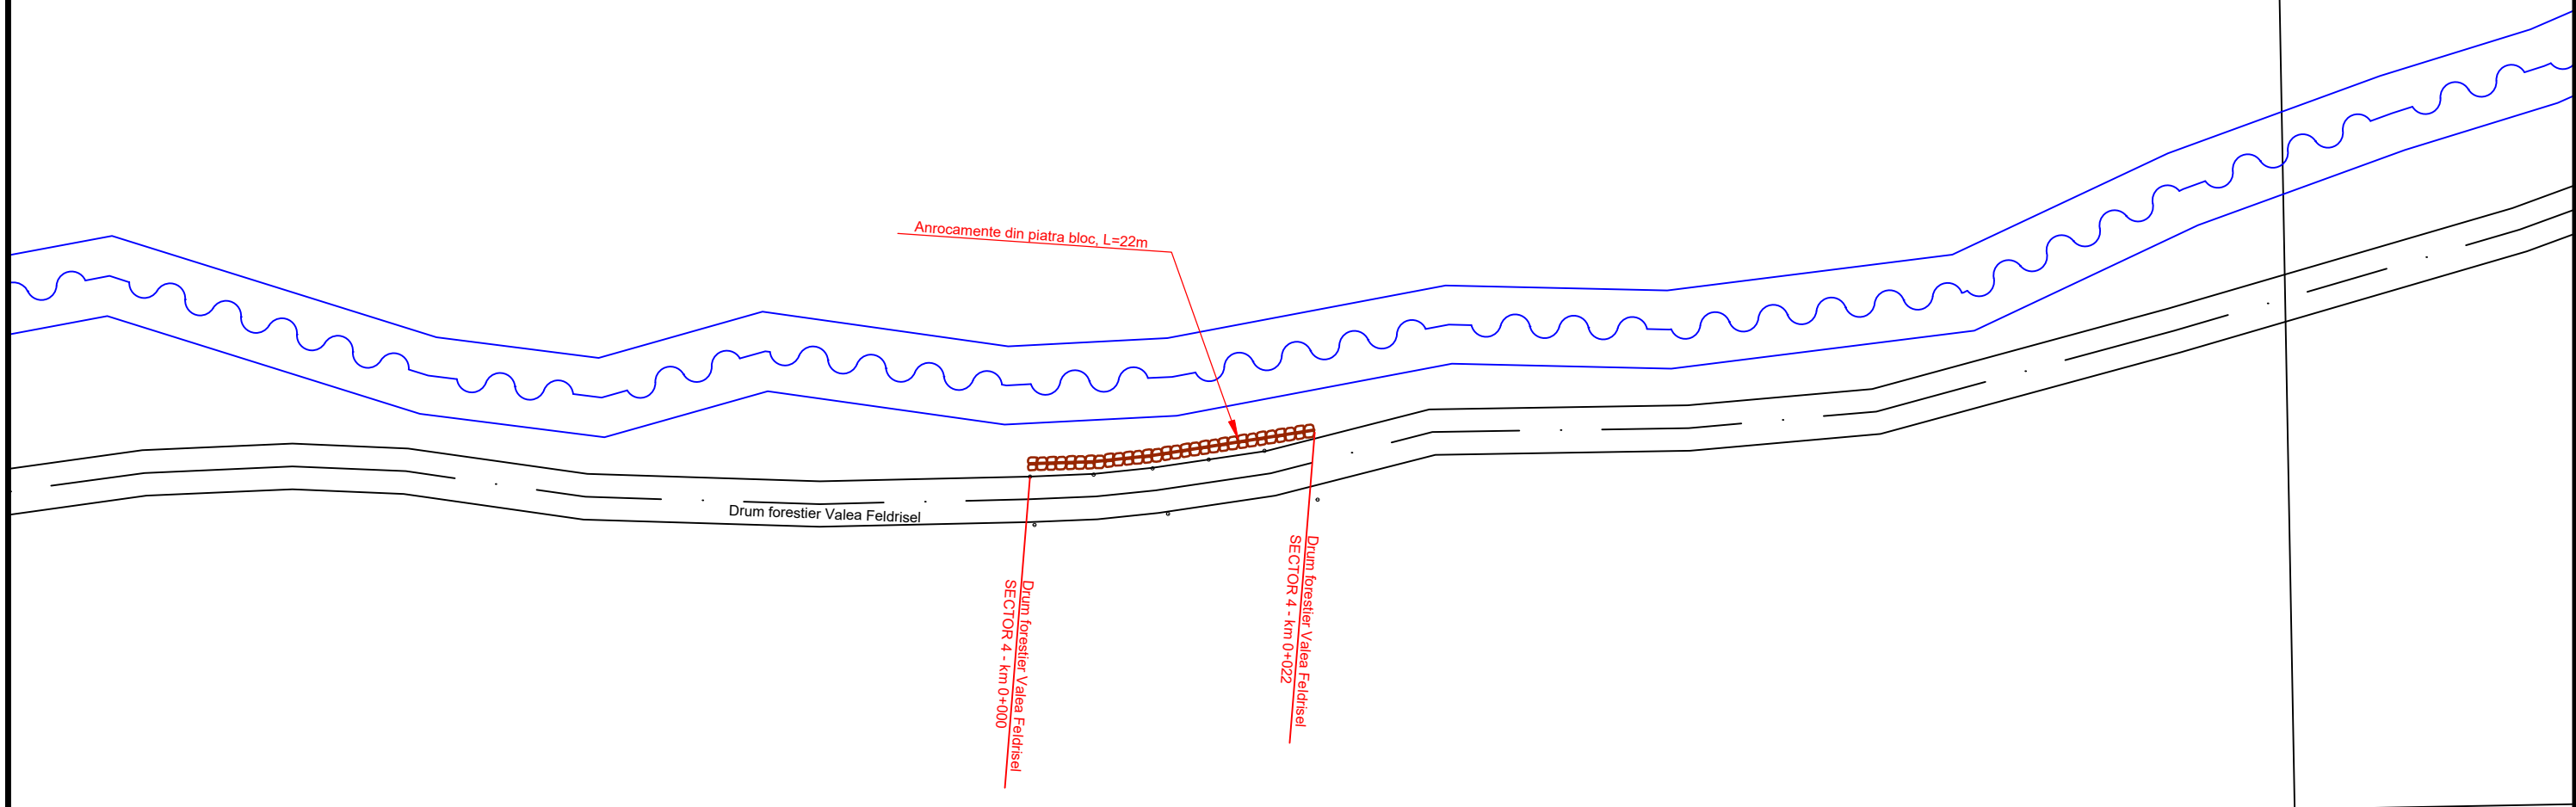 Anrocamente din piatra bloc, L=22m
Drum forestier Valea Feldrisel
Drum forestier Valea Feldrisel
SECTOR 4 - km 0+000
Drum forestier Valea Feldrisel
SECTOR 4 - km 0+022